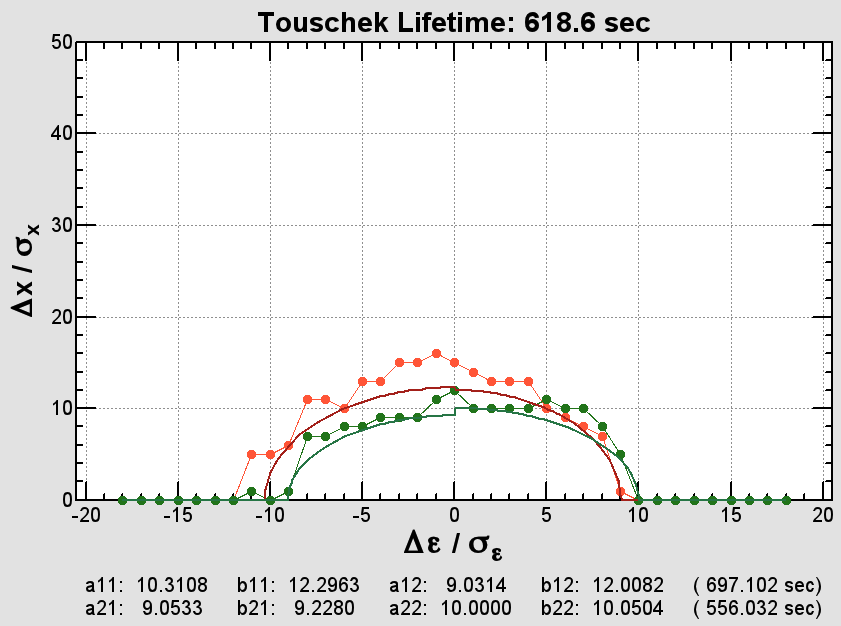 Touschek Lifetime: 618.6 sec
50
40
30
20
10
0
Δx / σx
-20 -15 -10 -5 0 5 10 15 20
Δε / σε
a11: 10.3108 b11: 12.2963 a12: 9.0314 b12: 12.0082 ( 697.102 sec)
a21: 9.0533 b21: 9.2280 a22: 10.0000 b22: 10.0504 ( 556.032 sec)